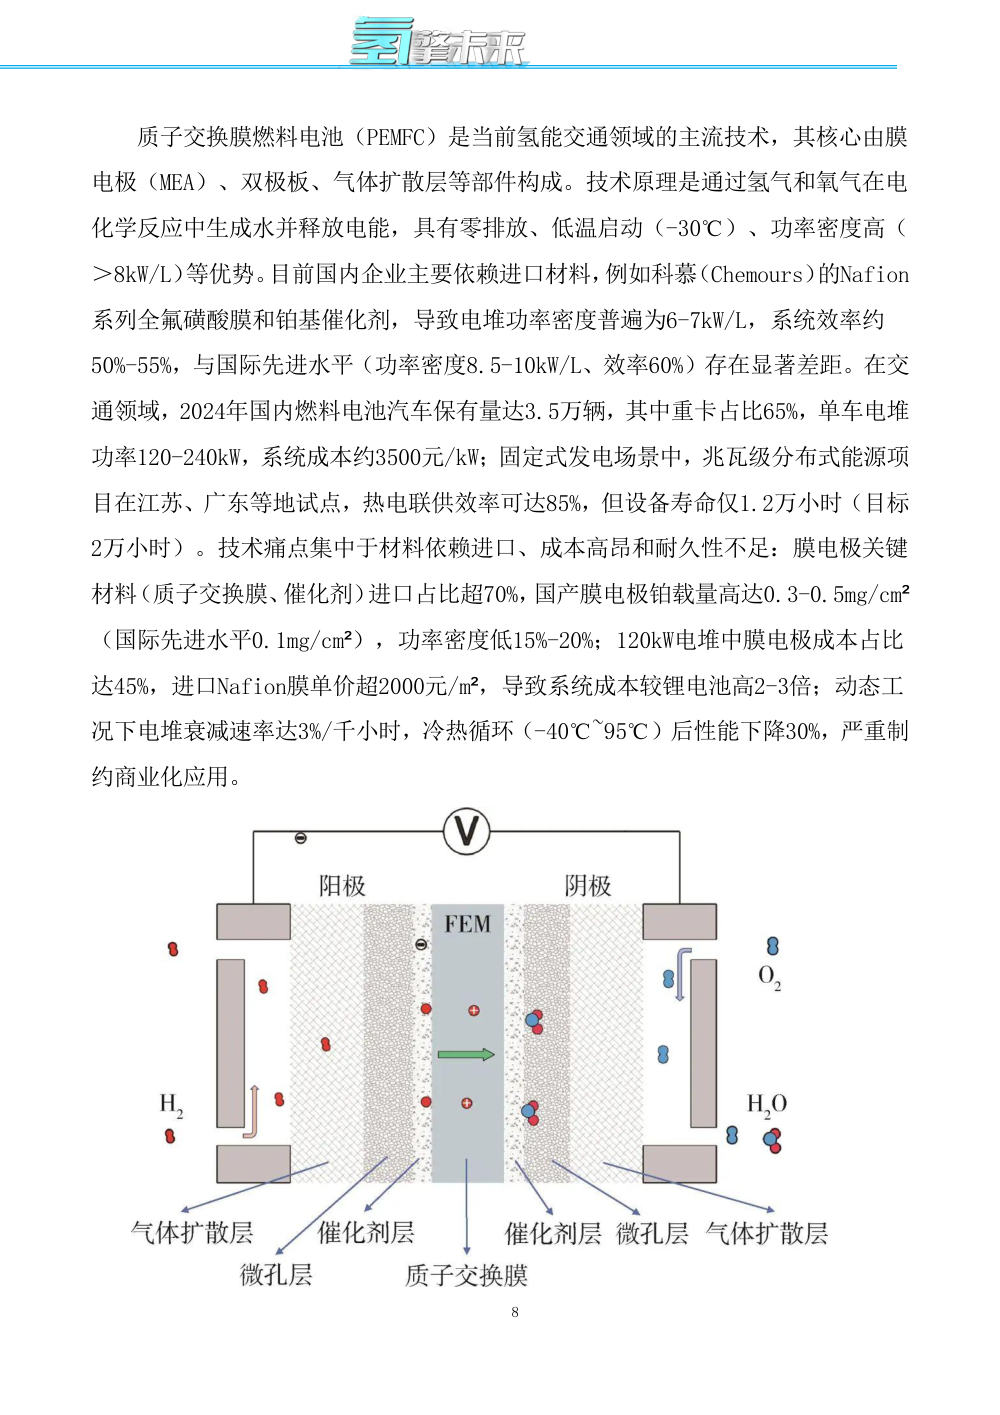 氢擎未来
质子交换膜燃料电池（PEMFC）是当前氢能交通领域的主流技术，其核心由膜
电极（MEA）、双极板、气体扩散层等部件构成。技术原理是通过氢气和氧气在电
化学反应中生成水并释放电能，具有零排放、低温启动（-30℃）、功率密度高（
＞8kW/L）等优势。目前国内企业主要依赖进口材料，例如科慕（Chemours）的Nafion
系列全氟磺酸膜和铂基催化剂，导致电堆功率密度普遍为6-7kW/L，系统效率约
50%-55%，与国际先进水平（功率密度8.5-10kW/L、效率60%）存在显著差距。在交
通领域，2024年国内燃料电池汽车保有量达3.5万辆，其中重卡占比65%，单车电堆
功率120-240kW，系统成本约3500元/kW；固定式发电场景中，兆瓦级分布式能源项
目在江苏、广东等地试点，热电联供效率可达85%，但设备寿命仅1.2万小时（目标
2万小时）。技术痛点集中于材料依赖进口、成本高昂和耐久性不足：膜电极关键
材料（质子交换膜、催化剂）进口占比超70%，国产膜电极铂载量高达0.3-0.5mg/cm²
（国际先进水平0.1mg/cm²），功率密度低15%-20%；120kW电堆中膜电极成本占比
达45%，进口Nafion膜单价超2000元/m²，导致系统成本较锂电池高2-3倍；动态工
况下电堆衰减速率达3%/千小时，冷热循环（-40℃~95℃）后性能下降30%，严重制
约商业化应用。
V
阳极 阴极
FEM
O₂
H₂ H₂O
气体扩散层 催化剂层 催化剂层 微孔层 气体扩散层
微孔层 质子交换膜
8